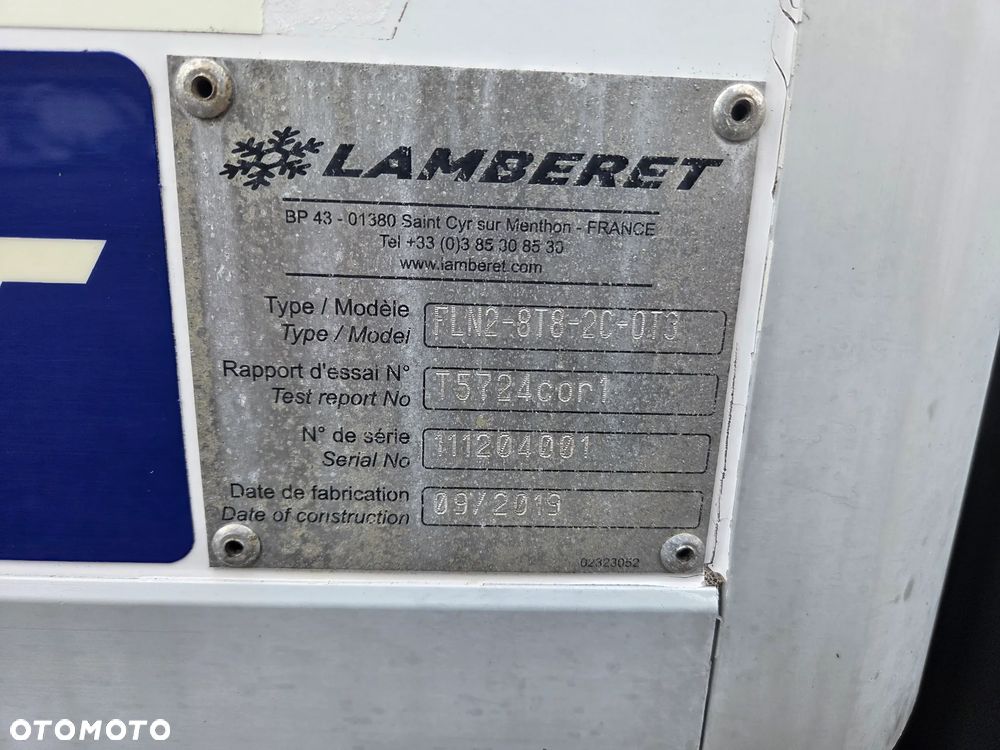 LAMBERET
BP 43 - 01380 Saint Cyr sur Menthon - FRANCE
Tel +33 (0)3 85 30 85 30
www.lamberet.com
Type / Modèle
Type / Model
FLN2-8T8-2C-0T3
Rapport d'essai N°
Test report No
T5724cor1
N° de série
Serial No
111204001
Date de fabrication
Date of construction
09/2019
02323052
OTOMOTO